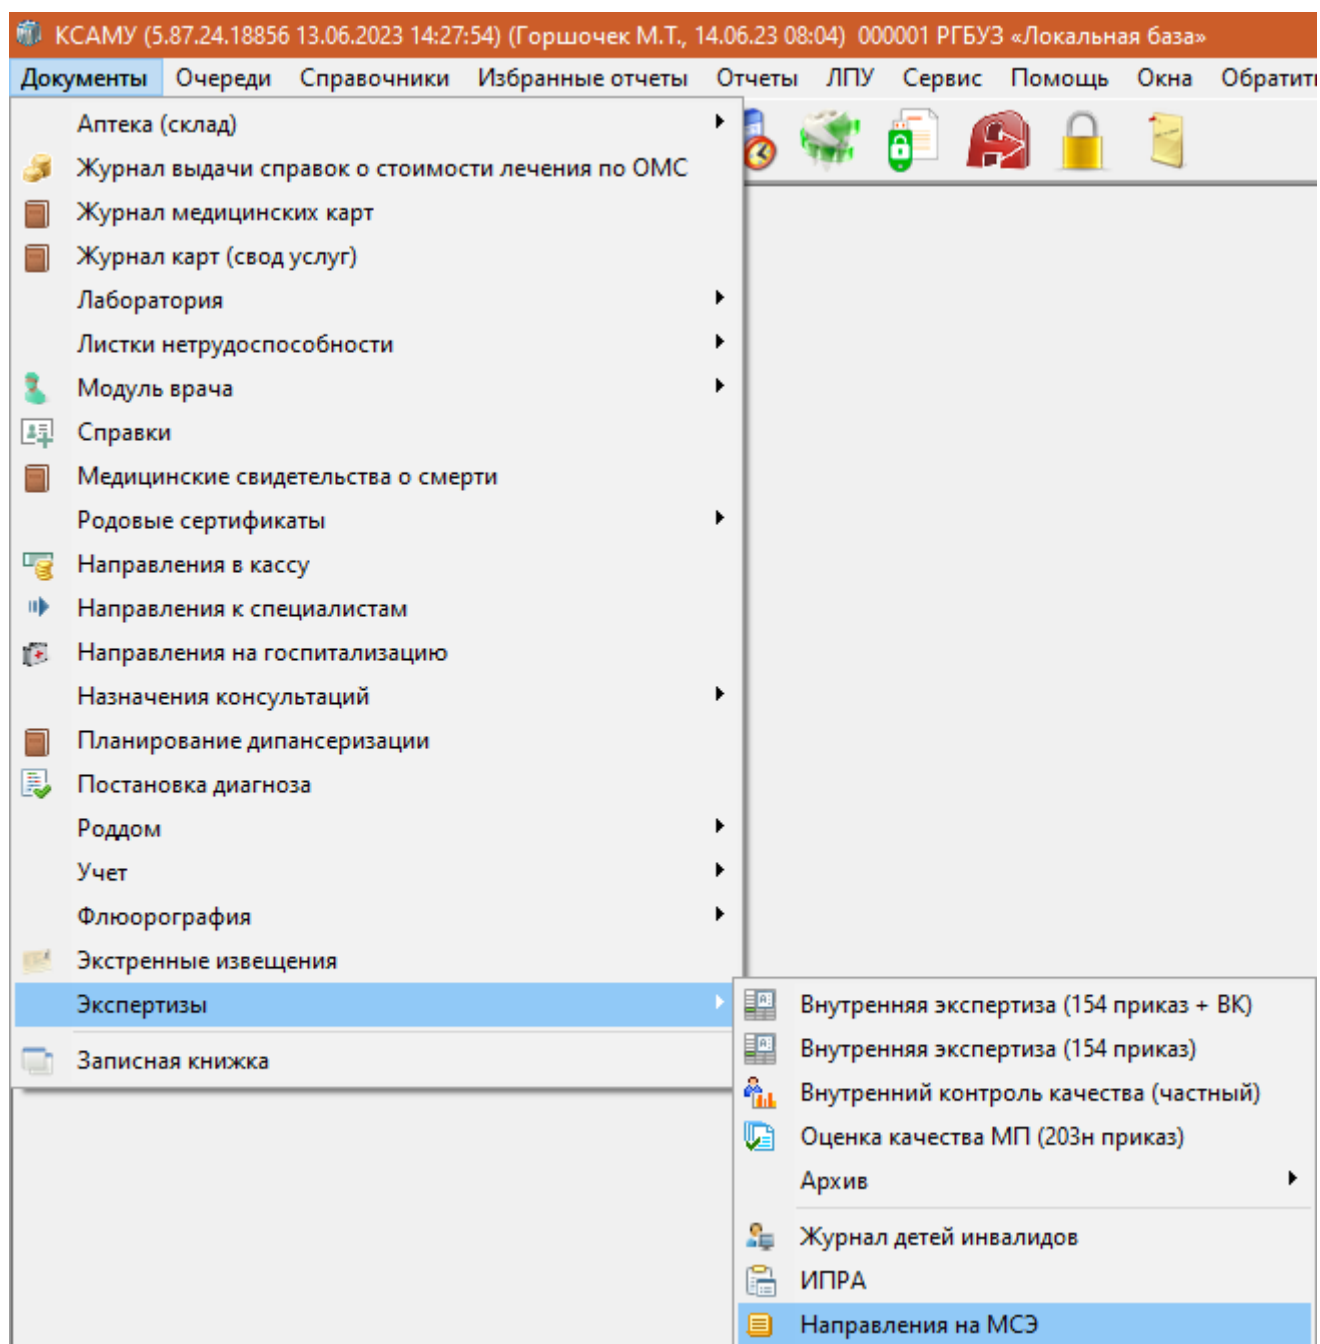 КСАМУ (5.87.24.18856 13.06.2023 14:27:54) (Горшочек М.Т., 14.06.23 08:04) 000001 РГБУЗ «Локальная база»
Документы Очереди Справочники Избранные отчеты Отчеты ЛПУ Сервис Помощь Окна Обратит
Аптека (склад)
Журнал выдачи справок о стоимости лечения по ОМС
Журнал медицинских карт
Журнал карт (свод услуг)
Лаборатория
Листки нетрудоспособности
Модуль врача
Справки
Медицинские свидетельства о смерти
Родовые сертификаты
Направления в кассу
Направления к специалистам
Направления на госпитализацию
Назначения консультаций
Планирование дипансеризации
Постановка диагноза
Роддом
Учет
Флюорография
Экстренные извещения
Экспертизы
Записная книжка
Внутренняя экспертиза (154 приказ + ВК)
Внутренняя экспертиза (154 приказ)
Внутренний контроль качества (частный)
Оценка качества МП (203н приказ)
Архив
Журнал детей инвалидов
ИПРА
Направления на МСЭ